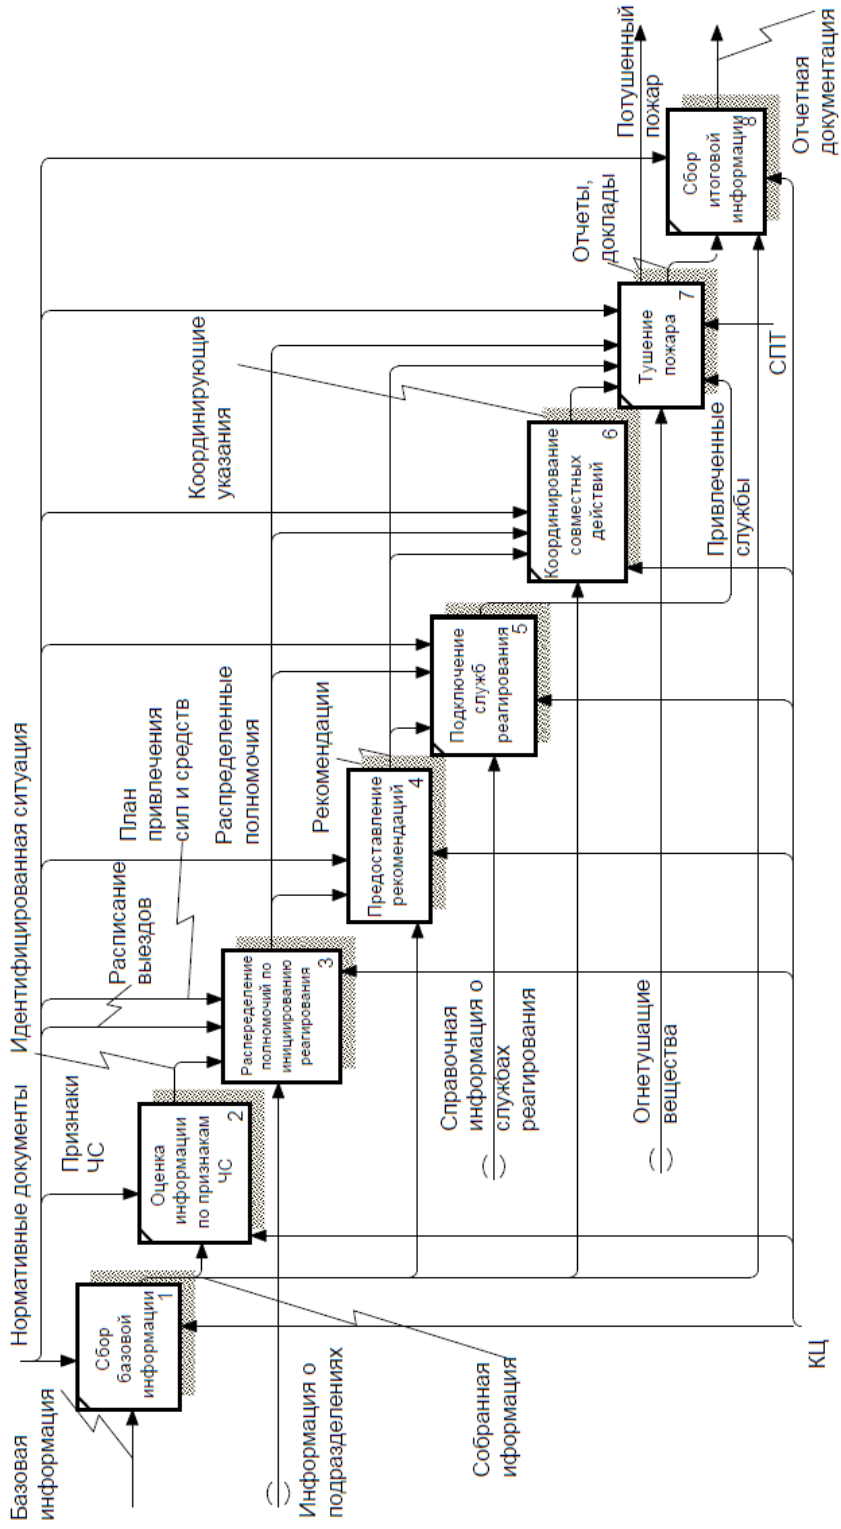 Базовая
информация
Нормативные документы
Признаки
ЧС
Идентифицированная ситуация
Расписание
выездов
План
привлечения
сил и средств
Распределенные
полномочия
Рекомендации
Координирующие
указания
Отчеты,
доклады
Потушенный
пожар
Отчетная
документация
Сбор
базовой
информации
1
Оценка
информации
по признакам
ЧС
2
Распеределение
полномочий по
инициированию
реагирования
3
Предоставление
рекомендаций
4
Подключение
служб
реагирования
5
Координирование
совместных
действий
6
Тушение
пожара
7
Сбор
итоговой
информации
8
Информация о
подразделениях
Собранная
иформация
Справочная
информация о
службах
реагирования
Огнетушащие
вещества
Привлеченные
службы
СПТ
КЦ